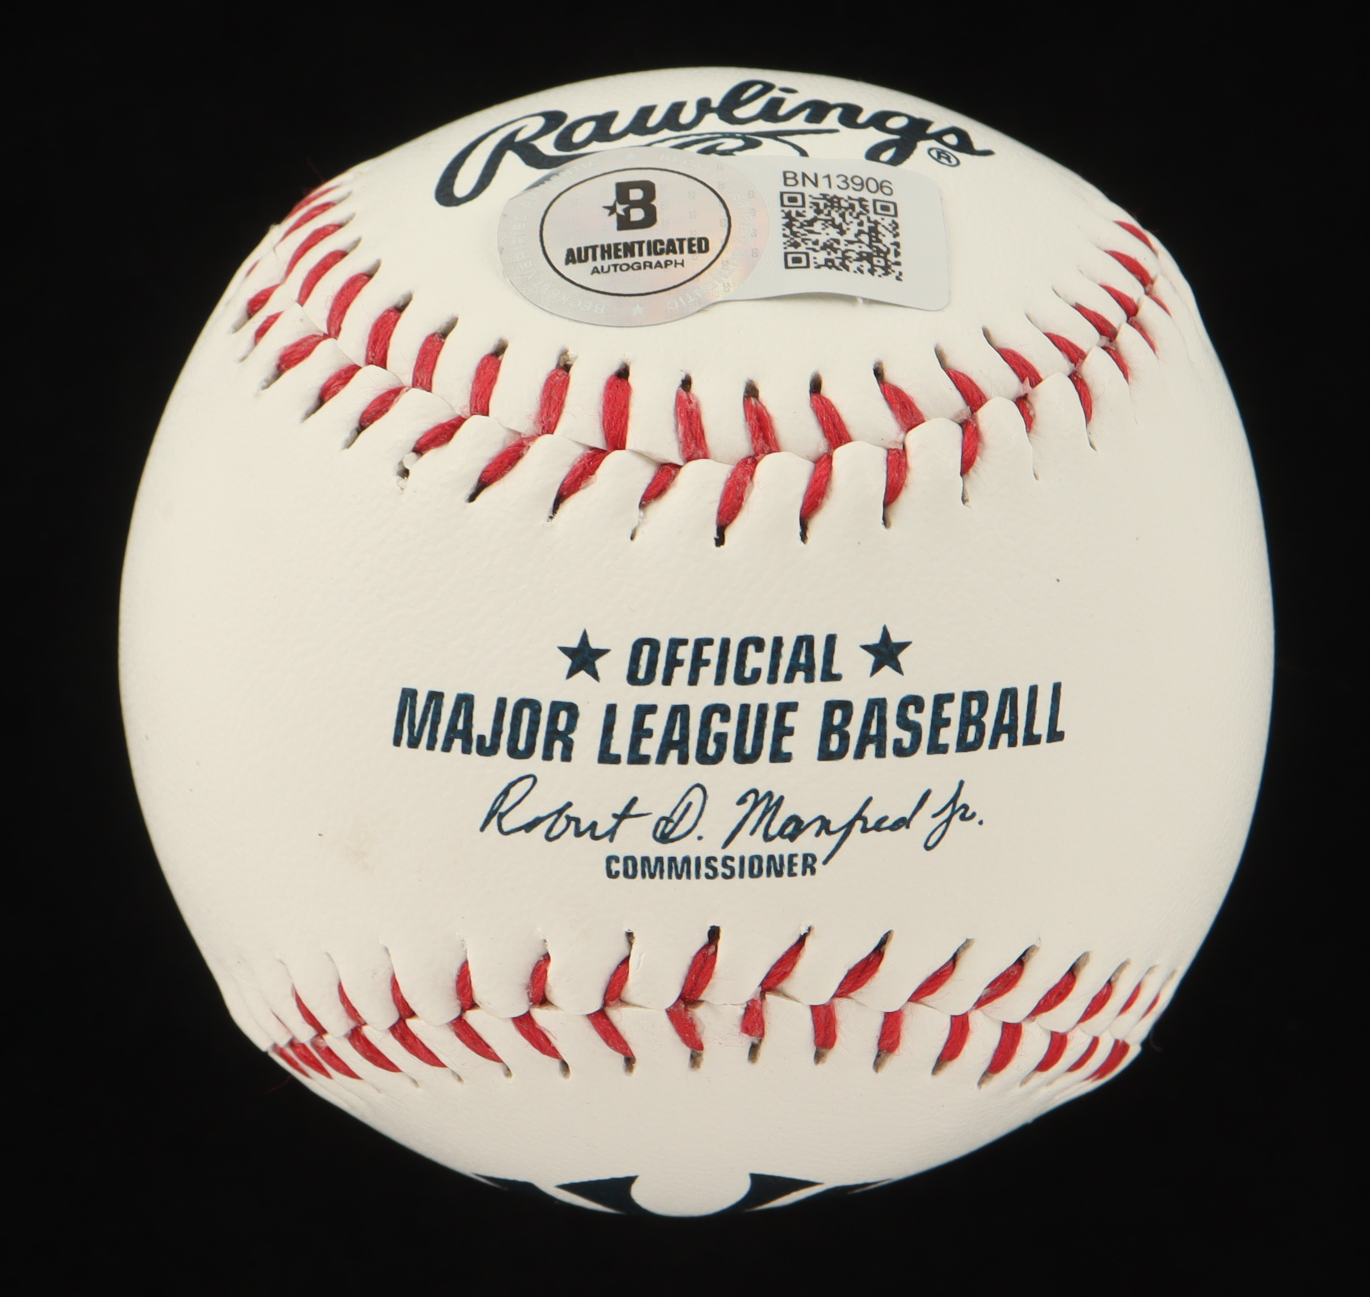 Rawlings®
R
BN13906
B
AUTHENTICATED
AUTOGRAPH
★ OFFICIAL ★
MAJOR LEAGUE BASEBALL
Robert D. Manfred Jr.
COMMISSIONER